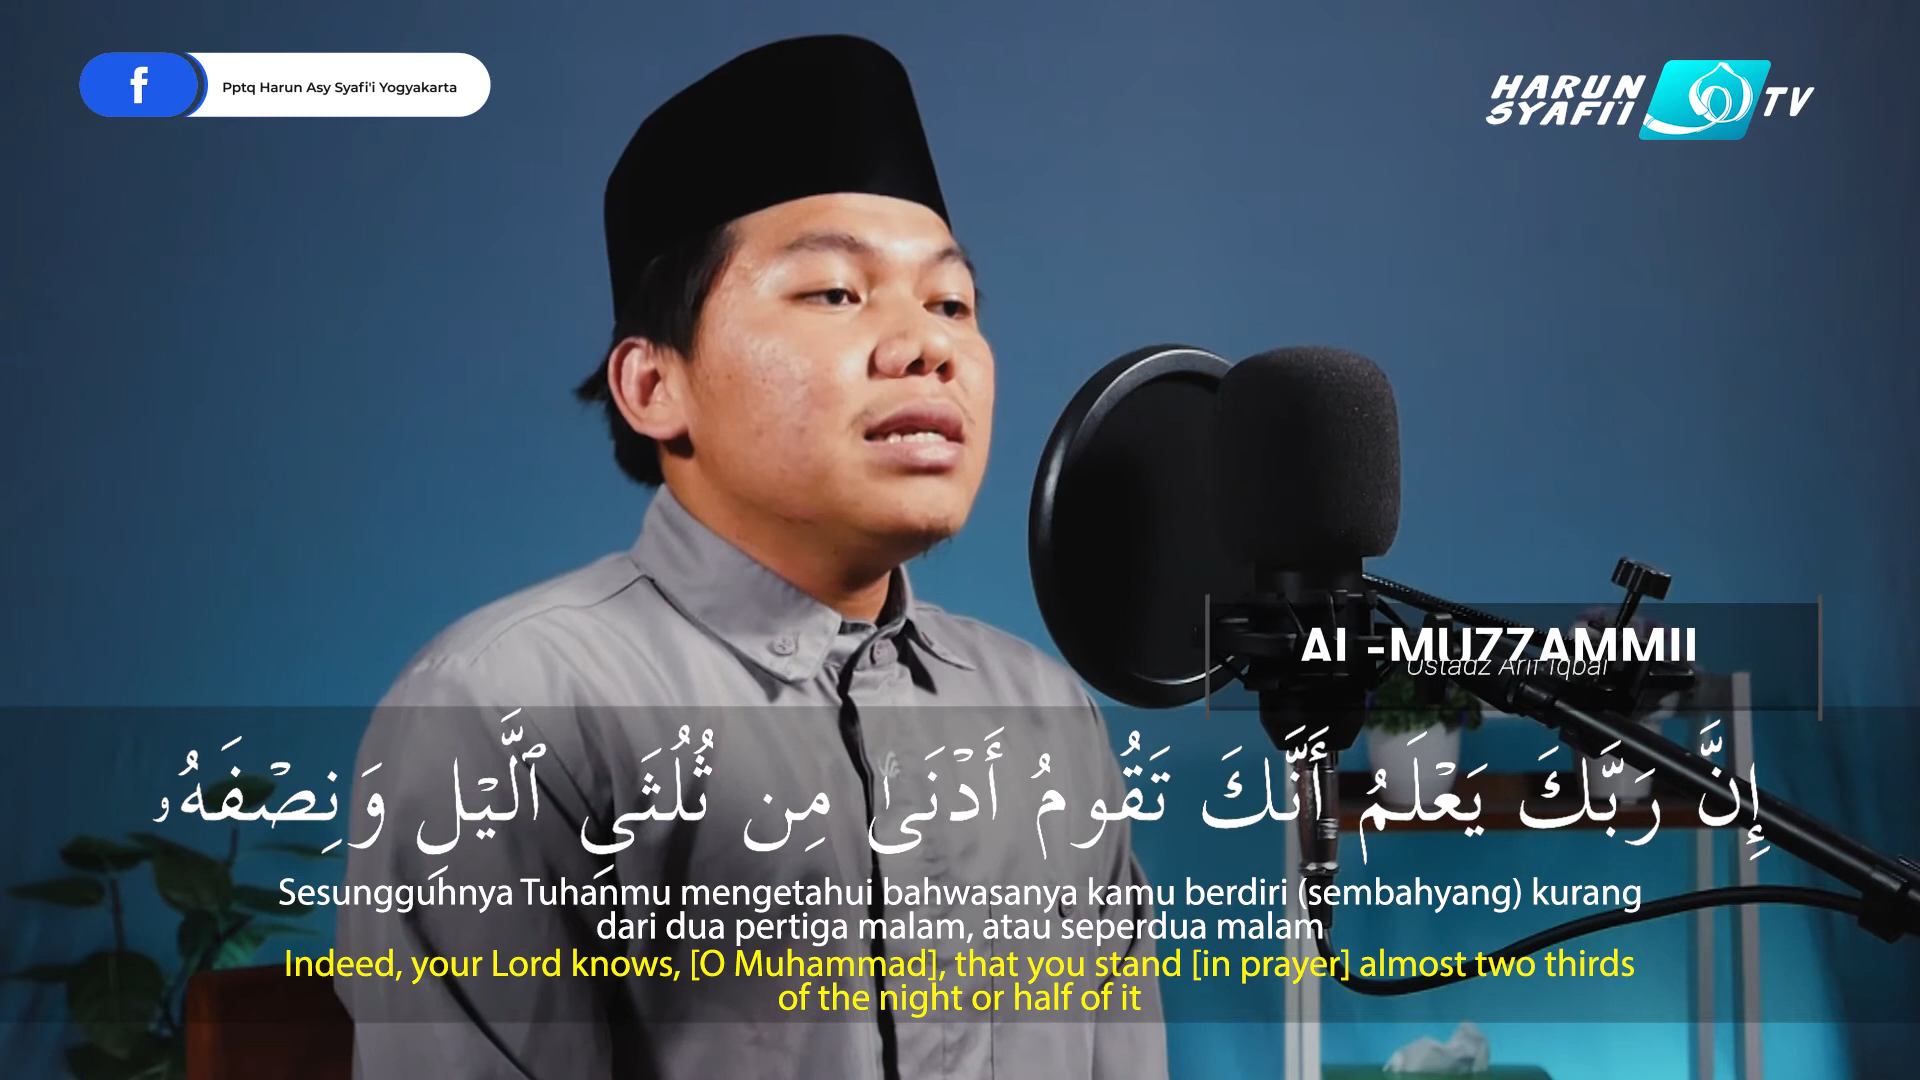 Pptq Harun Asy Syafi'i Yogyakarta
HARUN
SYAFI'I
TV
Al -MUZZAMMIL
Ustadz Arif Iqbal
إِنَّ رَبَّكَ يَعْلَمُ أَنَّكَ تَقُومُ أَدْنَىٰ مِن ثُلُثَيِ ٱلَّيْلِ وَنِصْفَهُۥ
Sesungguhnya Tuhanmu mengetahui bahwasanya kamu berdiri (sembahyang) kurang
dari dua pertiga malam, atau seperdua malam
Indeed, your Lord knows, [O Muhammad], that you stand [in prayer] almost two thirds
of the night or half of it